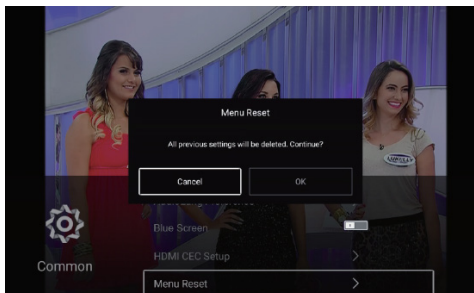 Menu Reset
All previous settings will be deleted. Continue?
Cancel
OK
Blue Screen
HDMI CEC Setup
Common
Menu Reset